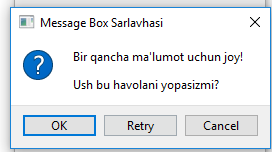 Message Box Sarlavhasi
Bir qancha ma'lumot uchun joy!
Ush bu havolani yopasizmi?
OK
Retry
Cancel